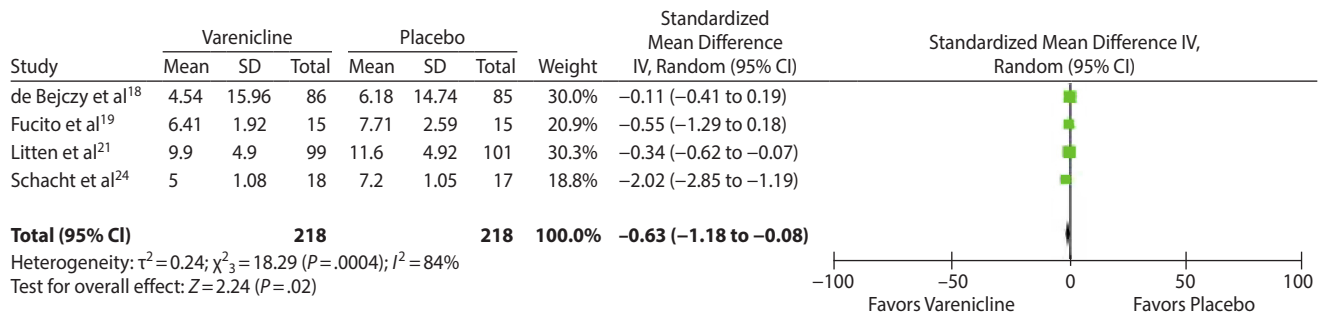 Standardized Mean Difference IV, Random (95% CI)
Standardized Mean Difference IV, Random (95% CI)
Varenicline Placebo
Study Mean SD Total Mean SD Total Weight
de Bejczy et al18 4.54 15.96 86 6.18 14.74 85 30.0% −0.11 (−0.41 to 0.19)
Fucito et al19 6.41 1.92 15 7.71 2.59 15 20.9% −0.55 (−1.29 to 0.18)
Litten et al21 9.9 4.9 99 11.6 4.92 101 30.3% −0.34 (−0.62 to −0.07)
Schacht et al24 5 1.08 18 7.2 1.05 17 18.8% −2.02 (−2.85 to −1.19)
Total (95% CI) 218 218 100.0% −0.63 (−1.18 to −0.08)
Heterogeneity: τ2=0.24; χ23=18.29 (P=.0004); I2=84%
Test for overall effect: Z=2.24 (P=.02)
−100 −50 0 50 100
Favors Varenicline Favors Placebo